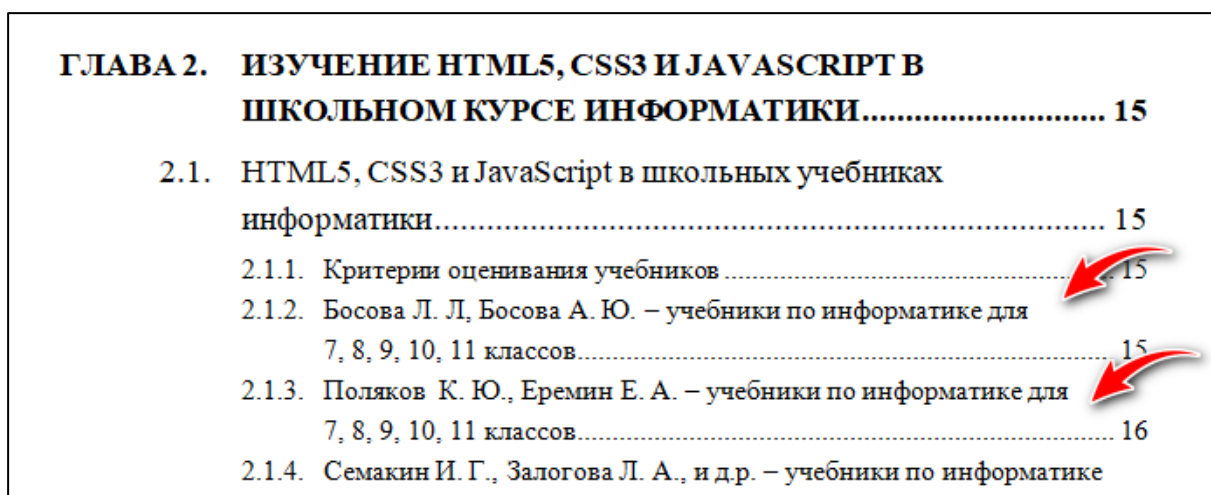 ГЛАВА 2. ИЗУЧЕНИЕ HTML5, CSS3 И JAVASCRIPT В
ШКОЛЬНОМ КУРСЕ ИНФОРМАТИКИ........................... 15
2.1. HTML5, CSS3 и JavaScript в школьных учебниках
информатики.......................................................................... 15
2.1.1. Критерии оценивания учебников ............................................................ 15
2.1.2. Босова Л. Л, Босова А. Ю. – учебники по информатике для
7, 8, 9, 10, 11 классов.................................................................................... 15
2.1.3. Поляков К. Ю., Еремин Е. А. – учебники по информатике для
7, 8, 9, 10, 11 классов.................................................................................... 16
2.1.4. Семакин И. Г., Залогова Л. А., и д.р. – учебники по информатике